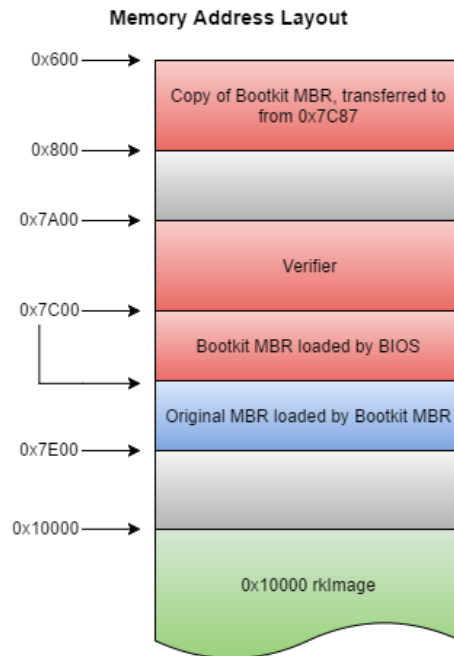 Memory Address Layout
0x600
Copy of Bootkit MBR, transferred to
from 0x7C87
0x800
0x7A00
Verifier
0x7C00
Bootkit MBR loaded by BIOS
Original MBR loaded by Bootkit MBR
0x7E00
0x10000
0x10000 rkImage